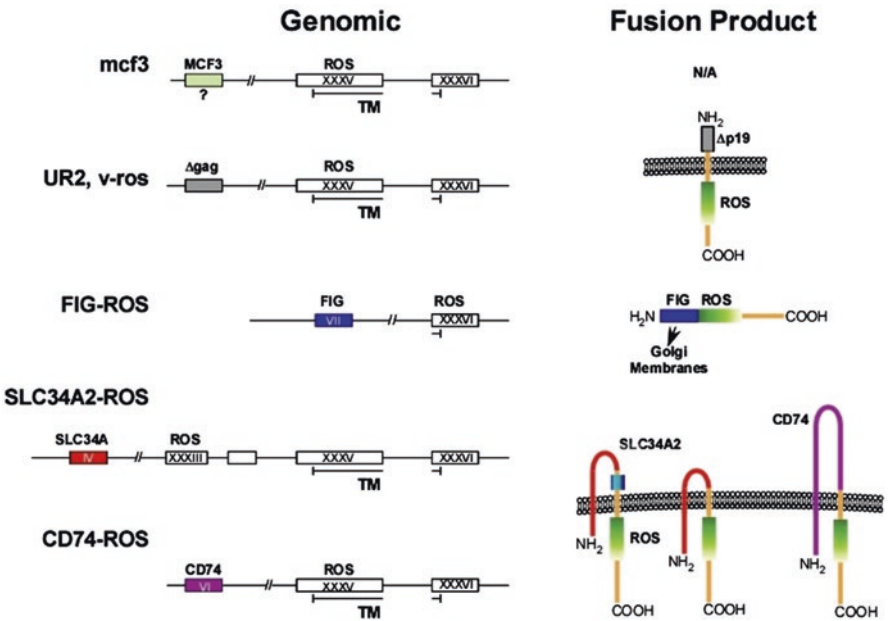 Genomic
Fusion Product
mcf3
MCF3
?
//
ROS
XXXV
TM
XXXVI
N/A
UR2, v-ros
Δgag
//
ROS
XXXV
TM
XXXVI
NH2
Δp19
ROS
COOH
FIG-ROS
FIG
VII
//
ROS
XXXVI
H2N
FIG
ROS
COOH
Golgi
Membranes
SLC34A2-ROS
SLC34A
IV
//
ROS
XXXIII
XXXV
TM
XXXVI
SLC34A2
CD74
NH2
ROS
COOH
NH2
COOH
NH2
COOH
CD74-ROS
CD74
VI
//
ROS
XXXV
TM
XXXVI